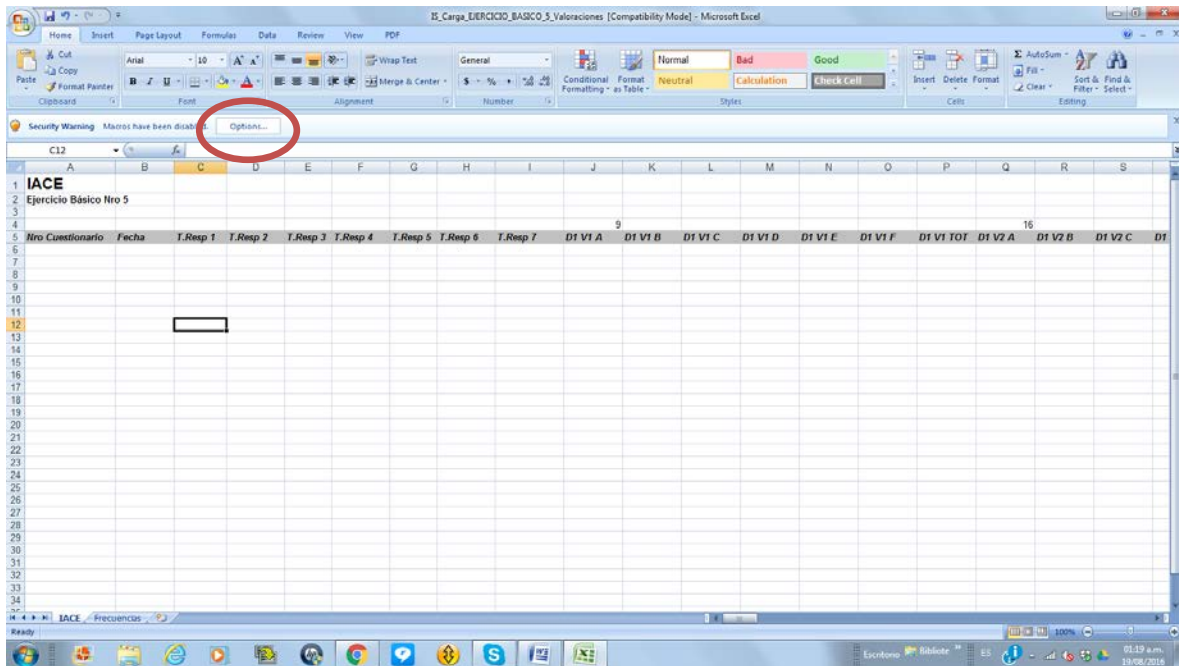 IS_Carga_EJERCICIO_BASICO_5_Valoraciones [Compatibility Mode] - Microsoft Excel
Home Insert Page Layout Formulas Data Review View PDF
Paste
Cut
Copy
Format Painter
Clipboard
Arial 10
B I U
Font
Wrap Text
Merge & Center
Alignment
General
$ % ,
Number
Conditional Formatting
Format as Table
Normal Bad Good
Neutral Calculation Check Cell
Styles
Insert Delete Format
Cells
Σ AutoSum
Fill
Clear
Sort & Filter
Find & Select
Editing
Security Warning Macros have been disabled. Options...
C12 fx
A B C D E F G H I J K L M N O P Q R S
1 IACE
2 Ejercicio Básico Nro 5
3
4 9 16
5 Nro Cuestionario Fecha T.Resp 1 T.Resp 2 T.Resp 3 T.Resp 4 T.Resp 5 T.Resp 6 T.Resp 7 D1 V1 A D1 V1 B D1 V1 C D1 V1 D D1 V1 E D1 V1 F D1 V1 TOT D1 V2 A D1 V2 B D1 V2 C D1
6
7
8
9
10
11
12
13
14
15
16
17
18
19
20
21
22
23
24
25
26
27
28
29
30
31
32
33
34
IACE Frecuencias
Ready 100%
Escritorio Bibliote » ES 01:19 a.m.
19/08/2016